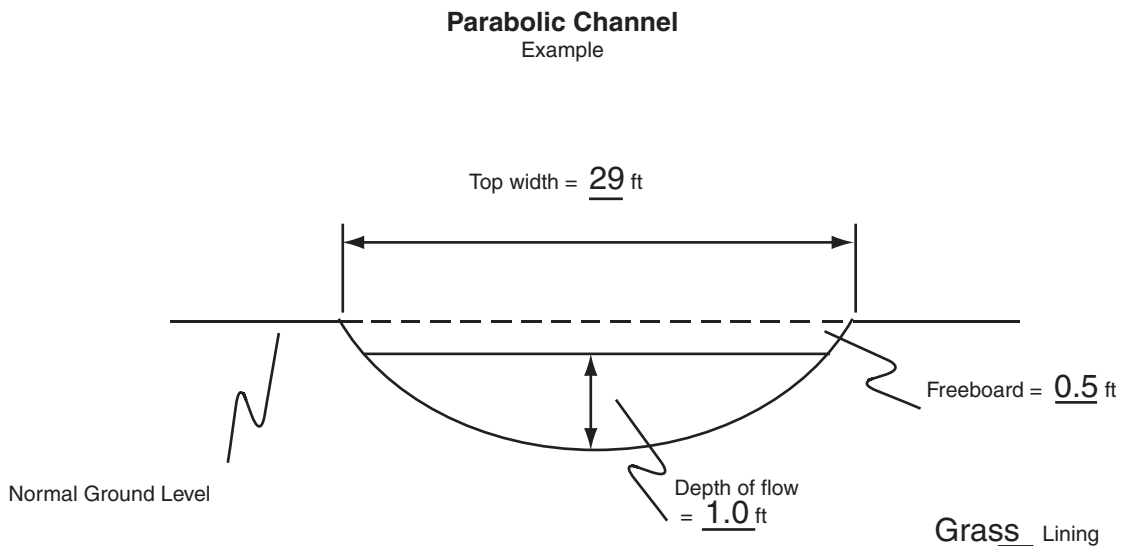 Parabolic Channel
Example
Top width = 29 ft
Freeboard = 0.5 ft
Normal Ground Level
Depth of flow
= 1.0 ft
Grass Lining